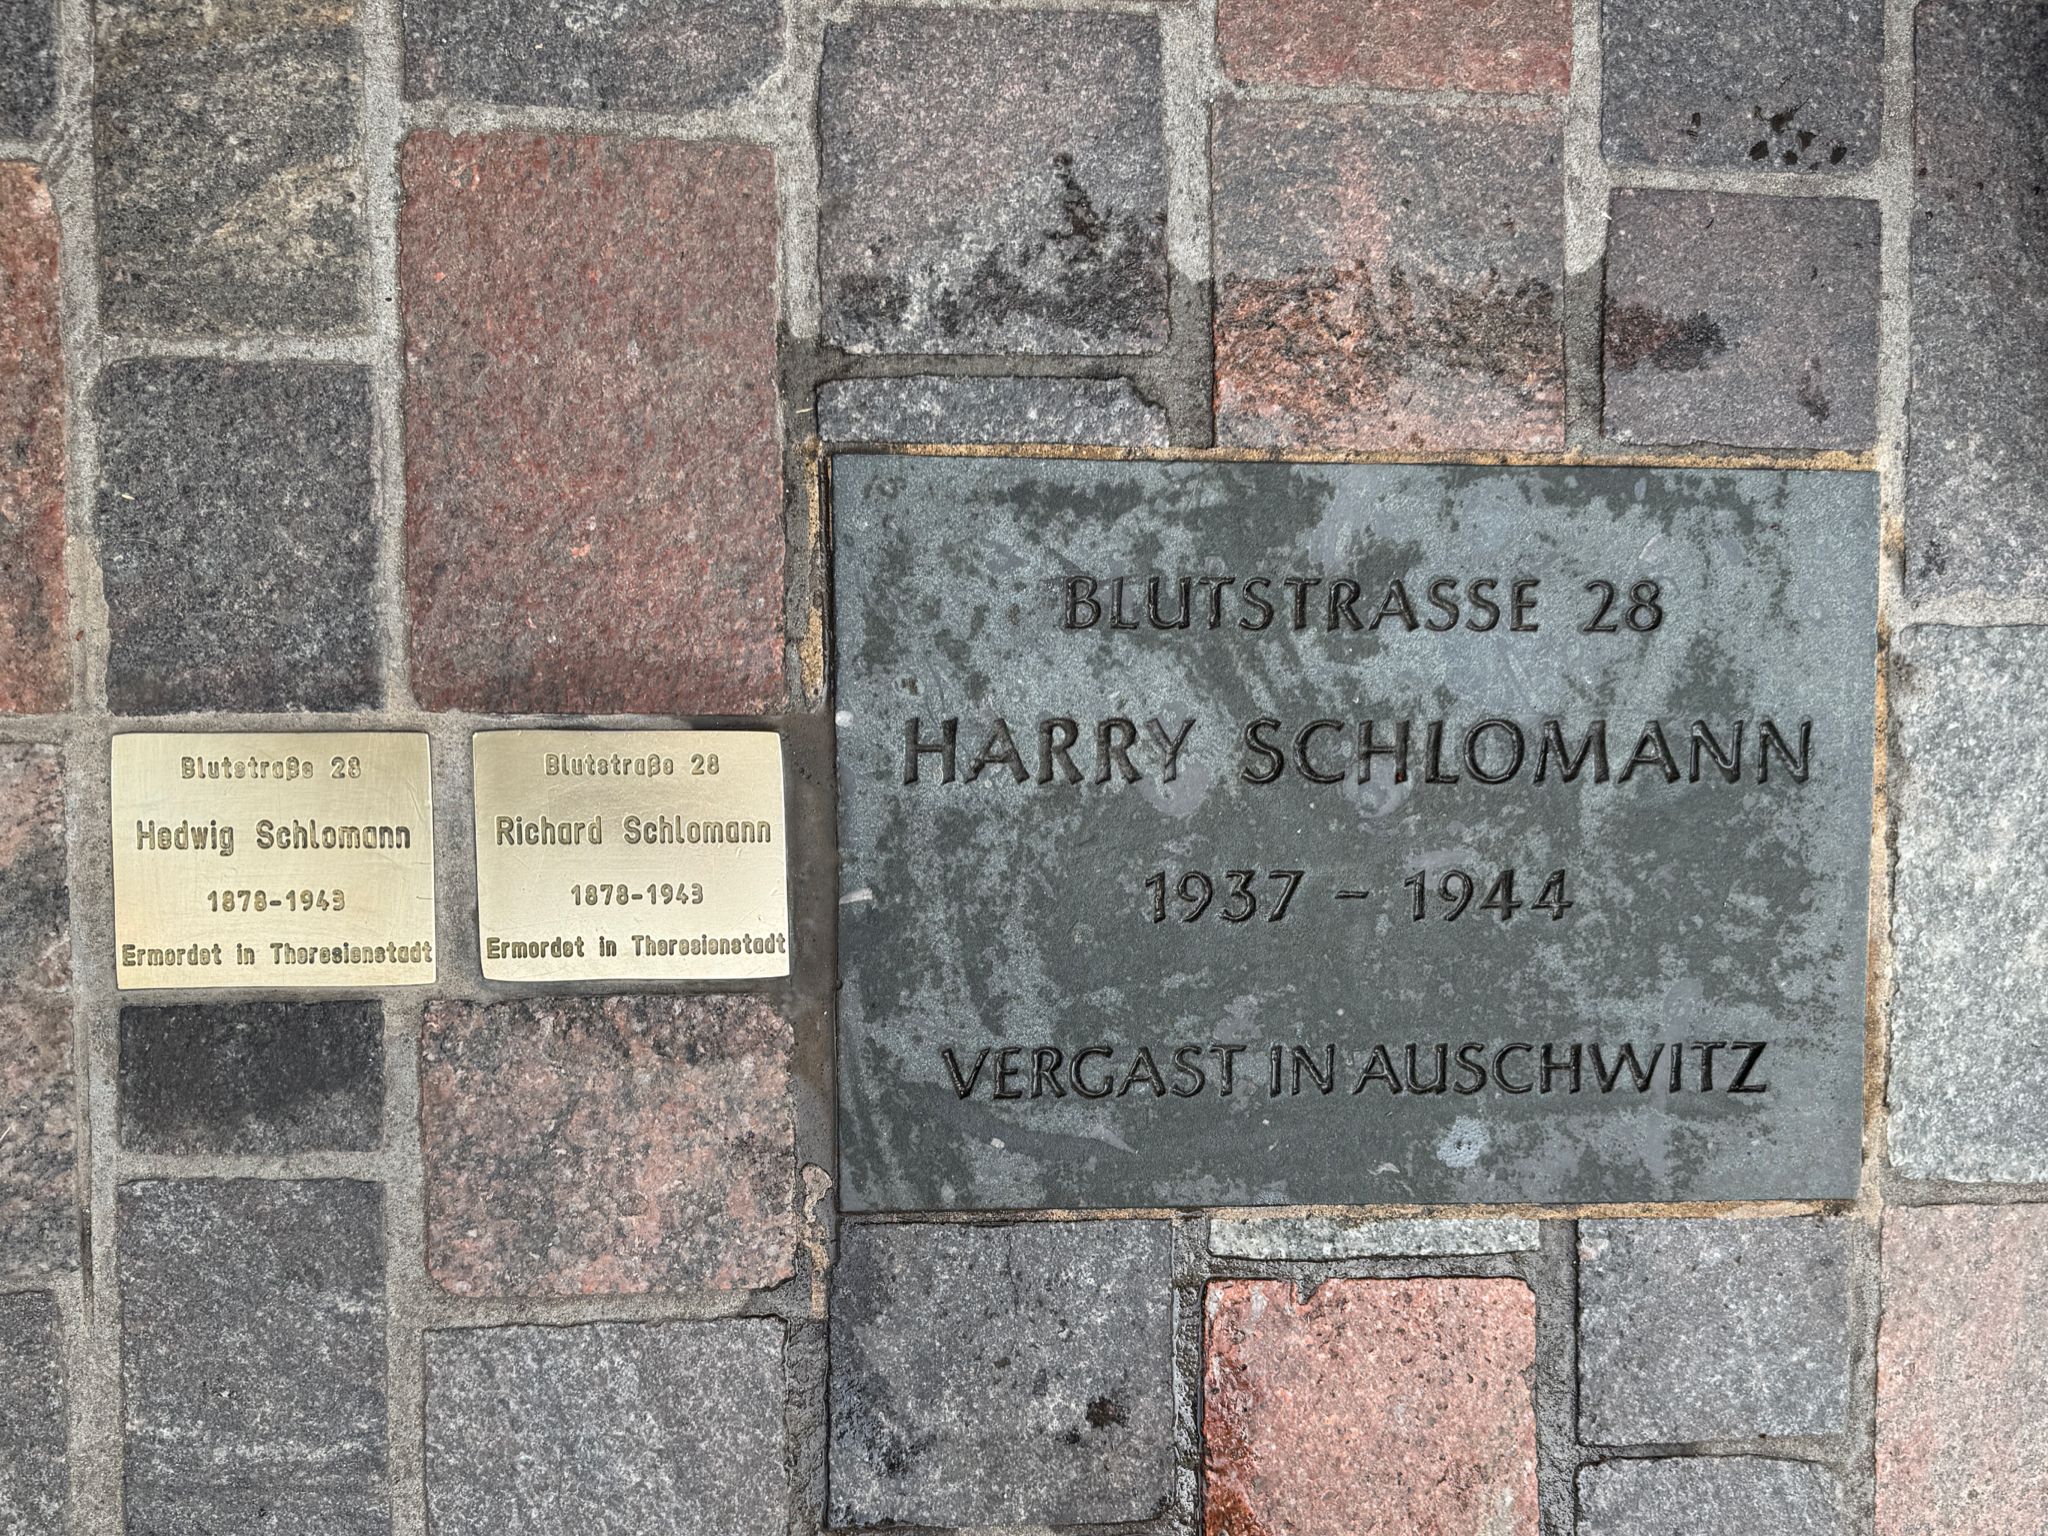 Blutstraße 28
Hedwig Schlomann
1878-1943
Ermordet in Theresienstadt
Blutstraße 28
Richard Schlomann
1878-1943
Ermordet in Theresienstadt
BLUTSTRASSE 28
HARRY SCHLOMANN
1937 – 1944
VERGAST IN AUSCHWITZ